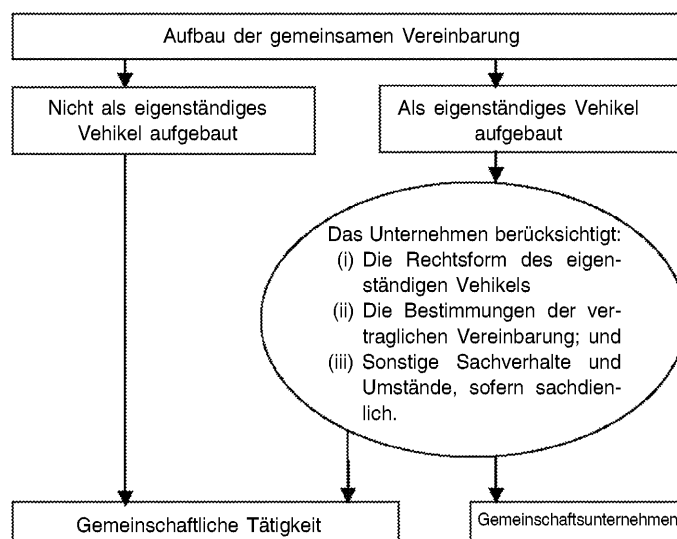 Aufbau der gemeinsamen Vereinbarung
Nicht als eigenständiges
Vehikel aufgebaut
Als eigenständiges Vehikel
aufgebaut
Das Unternehmen berücksichtigt:
(i) Die Rechtsform des eigen-
ständigen Vehikels
(ii) Die Bestimmungen der ver-
traglichen Vereinbarung; und
(iii) Sonstige Sachverhalte und
Umstände, sofern sachdien-
lich.
Gemeinschaftliche Tätigkeit
Gemeinschaftsunternehmen